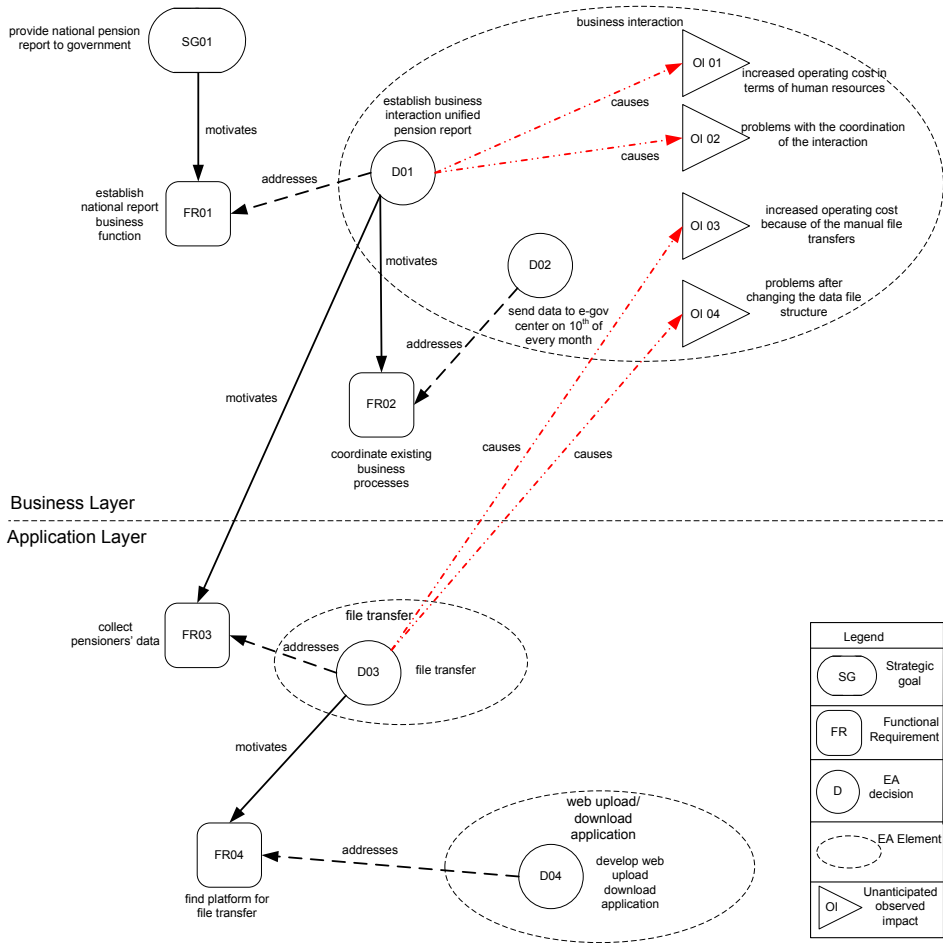 provide national pension
report to government
SG01
motivates
establish
national report
business
function
FR01
addresses
business interaction
establish business
interaction unified
pension report
D01
causes
causes
OI 01
increased operating cost in
terms of human resources
OI 02
problems with the coordination
of the interaction
OI 03
increased operating cost
because of the manual file
transfers
OI 04
problems after
changing the data file
structure
motivates
D02
send data to e-gov
center on 10th of
every month
addresses
FR02
coordinate existing
business
processes
motivates
causes
causes
Business Layer
Application Layer
collect
pensioners' data
FR03
addresses
file transfer
D03
file transfer
motivates
FR04
find platform for
file transfer
addresses
web upload/
download
application
D04
develop web
upload
download
application
Legend
SG
Strategic
goal
FR
Functional
Requirement
D
EA
decision
EA Element
OI
Unanticipated
observed
impact